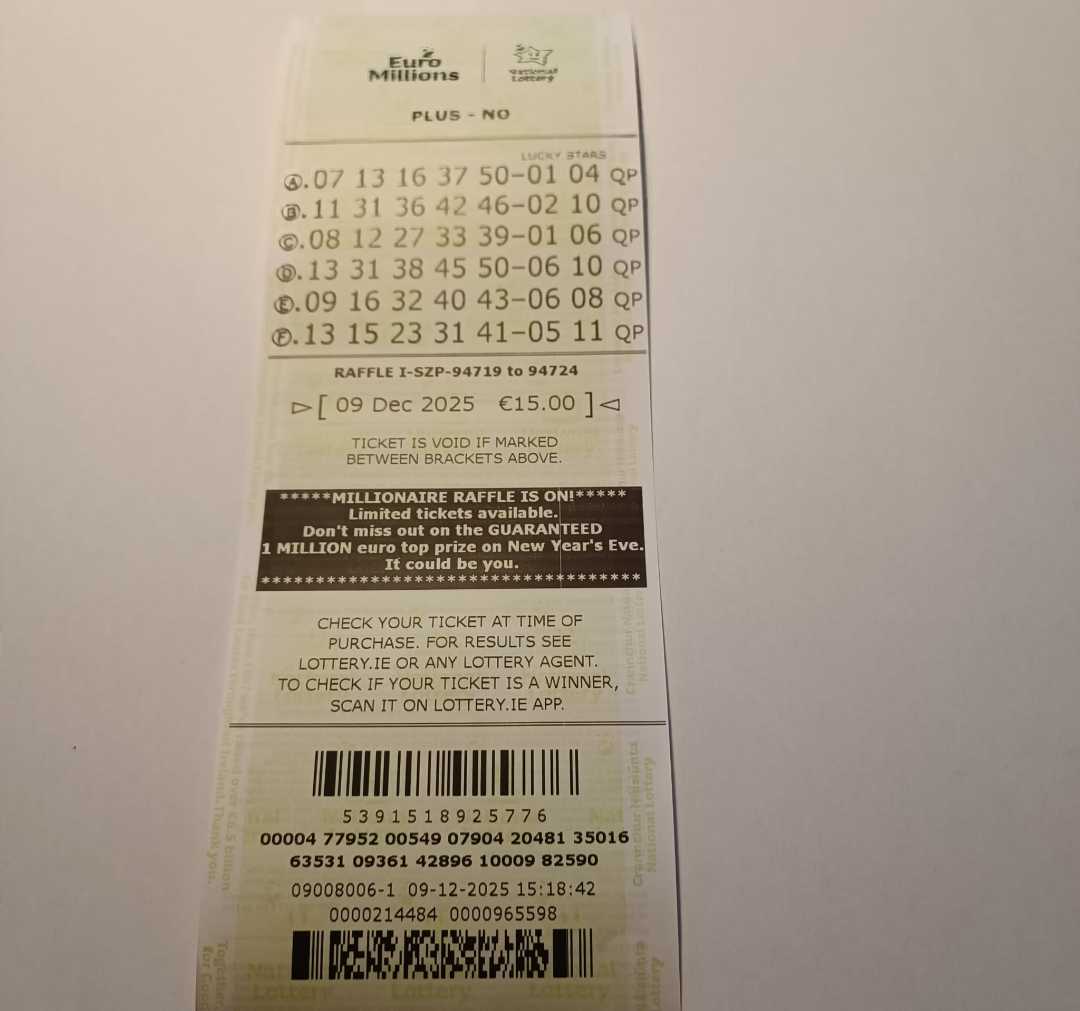 Euro
Millions
National
Lottery
PLUS - NO
LUCKY STARS
A.07 13 16 37 50-01 04 QP
B.11 31 36 42 46-02 10 QP
C.08 12 27 33 39-01 06 QP
D.13 31 38 45 50-06 10 QP
E.09 16 32 40 43-06 08 QP
F.13 15 23 31 41-05 11 QP
RAFFLE I-SZP-94719 to 94724
[ 09 Dec 2025 €15.00 ]
TICKET IS VOID IF MARKED
BETWEEN BRACKETS ABOVE.
*****MILLIONAIRE RAFFLE IS ON!*****
Limited tickets available.
Don't miss out on the GUARANTEED
1 MILLION euro top prize on New Year's Eve.
It could be you.
***********************************
CHECK YOUR TICKET AT TIME OF
PURCHASE. FOR RESULTS SEE
LOTTERY.IE OR ANY LOTTERY AGENT.
TO CHECK IF YOUR TICKET IS A WINNER,
SCAN IT ON LOTTERY.IE APP.
5391518925776
00004 77952 00549 07904 20481 35016
63531 09361 42896 10009 82590
09008006-1 09-12-2025 15:18:42
0000214484 0000965598
Crannchur Náisiúnta
National Lottery